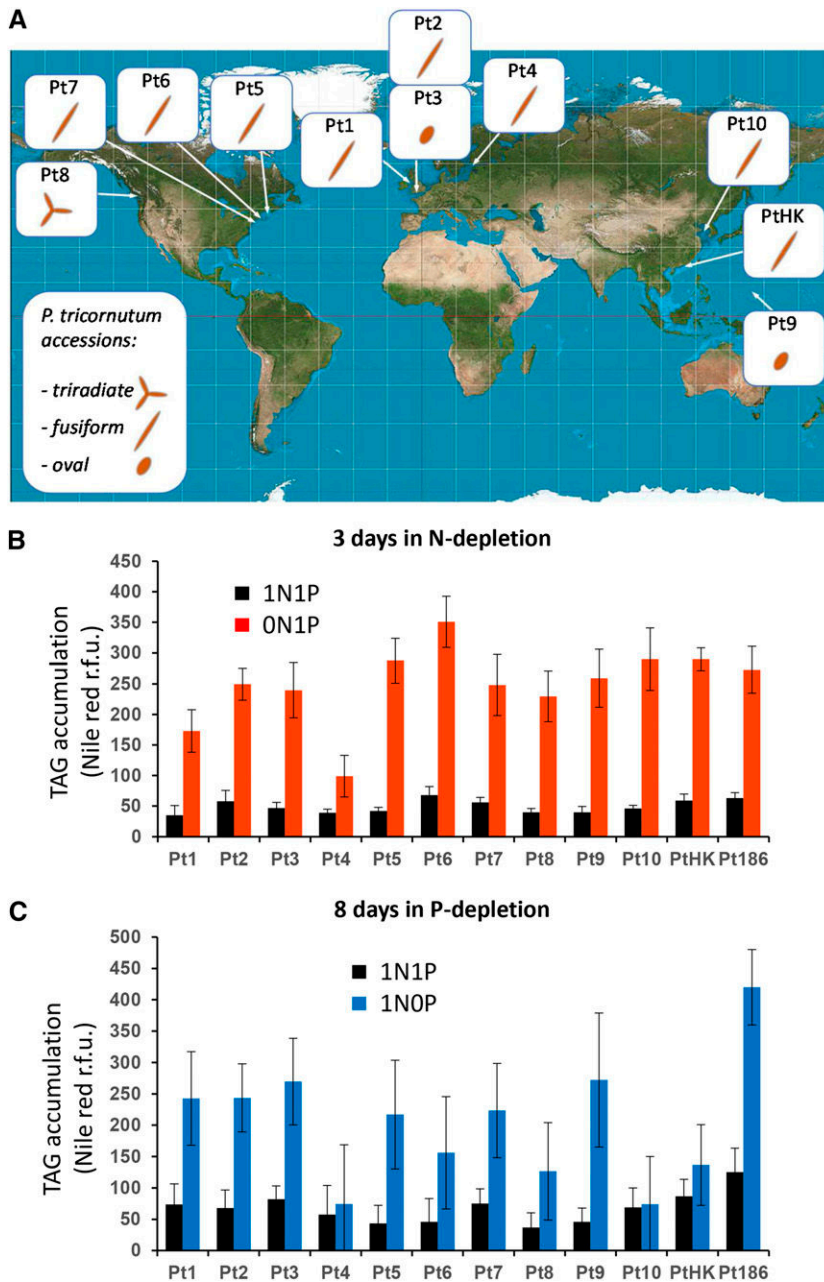 A
Pt2
Pt7
Pt6
Pt5
Pt4
Pt3
Pt1
Pt10
Pt8
PtHK
Pt9
P. tricornutum
accessions:
- triradiate
- fusiform
- oval
B
3 days in N-depletion
450
400
350
300
250
200
150
100
50
0
TAG accumulation
(Nile red r.f.u.)
1N1P
0N1P
Pt1 Pt2 Pt3 Pt4 Pt5 Pt6 Pt7 Pt8 Pt9 Pt10 PtHK Pt186
C
8 days in P-depletion
500
450
400
350
300
250
200
150
100
50
0
TAG accumulation
(Nile red r.f.u.)
1N1P
1N0P
Pt1 Pt2 Pt3 Pt4 Pt5 Pt6 Pt7 Pt8 Pt9 Pt10 PtHK Pt186